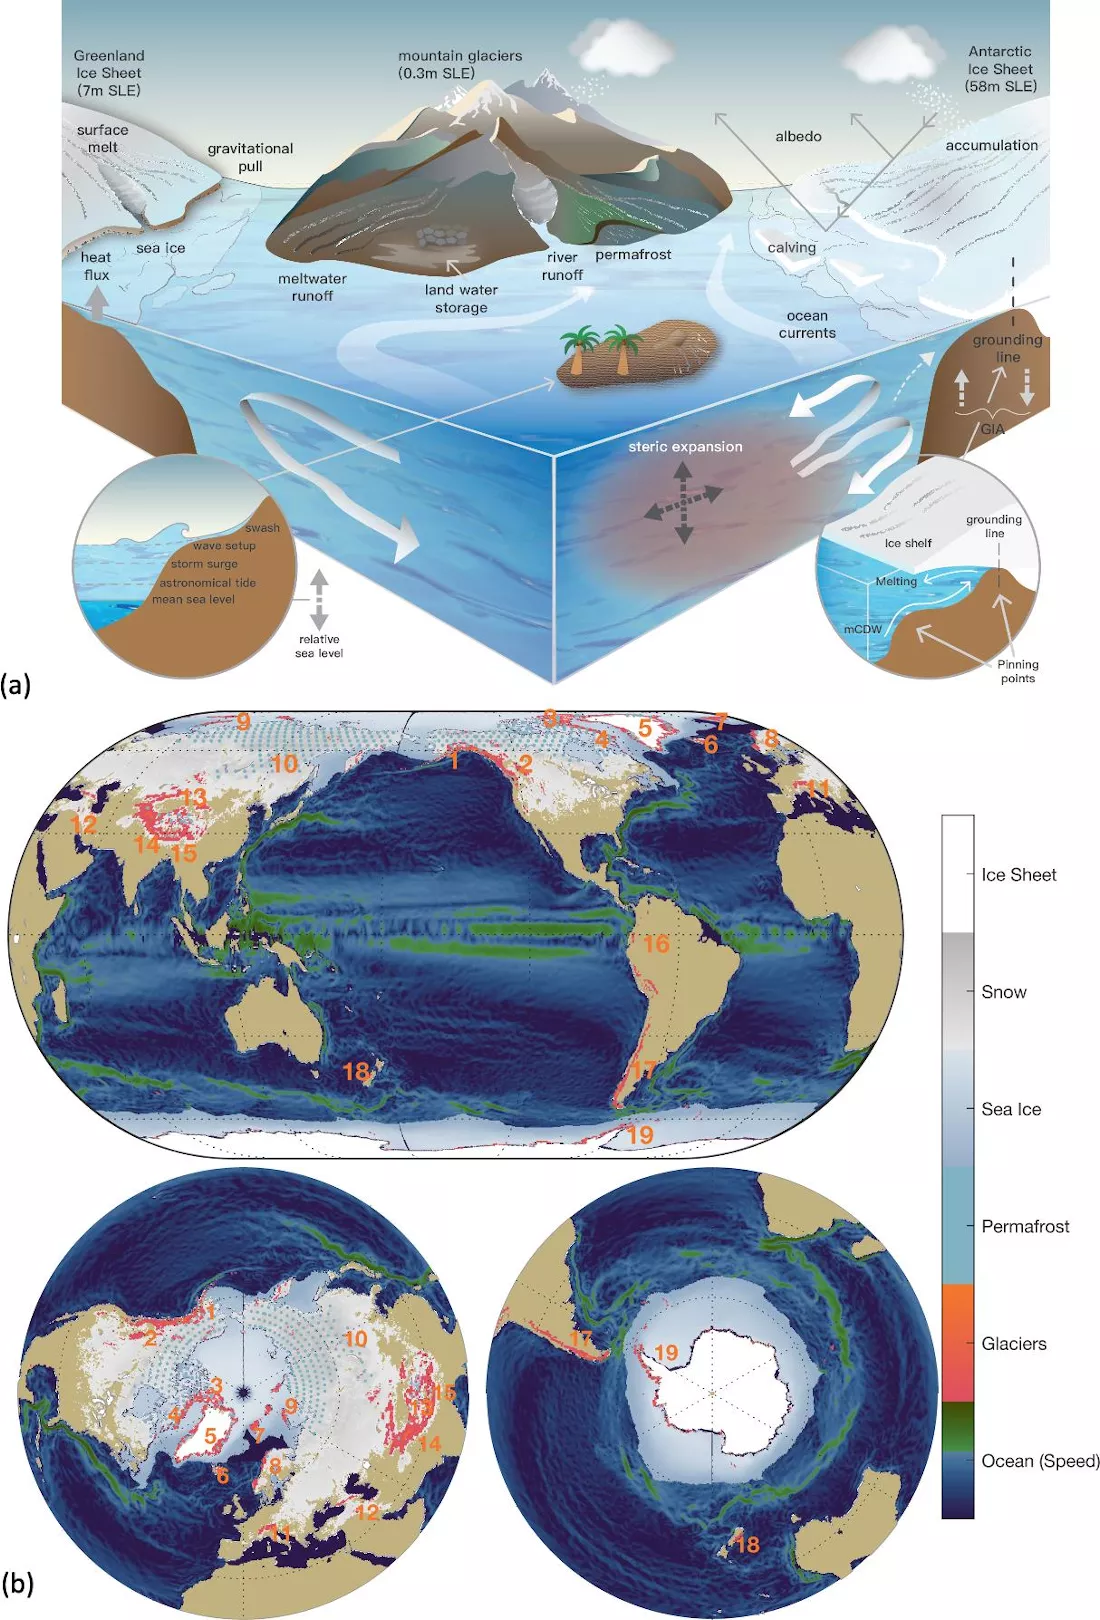 Greenland
Ice Sheet
(7m SLE)
mountain glaciers
(0.3m SLE)
Antarctic
Ice Sheet
(58m SLE)
surface
melt
gravitational
pull
albedo
accumulation
sea ice
heat
flux
meltwater
runoff
land water
storage
river
runoff
permafrost
calving
ocean
currents
grounding
line
GIA
steric expansion
swash
wave setup
storm surge
astronomical tide
mean sea level
relative
sea level
grounding
line
Ice shelf
Melting
mCDW
Pinning
points
(a)
9
10
1
2
3
4
5
6
7
8
11
12
13
14
15
16
17
18
19
Ice Sheet
Snow
Sea Ice
Permafrost
Glaciers
Ocean (Speed)
1
2
3
4
5
6
7
8
9
10
11
12
13
14
15
17
18
19
(b)